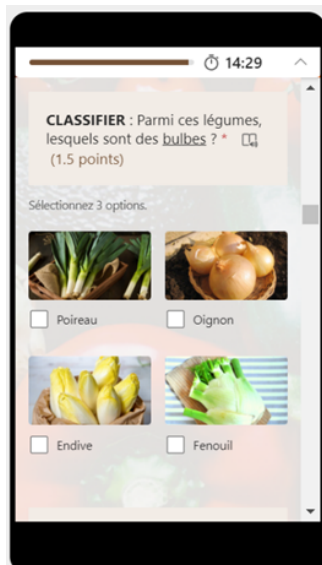 14:29
CLASSIFIER : Parmi ces légumes,
lesquels sont des bulbes ? *
(1.5 points)
Sélectionnez 3 options.
Poireau
Oignon
Endive
Fenouil